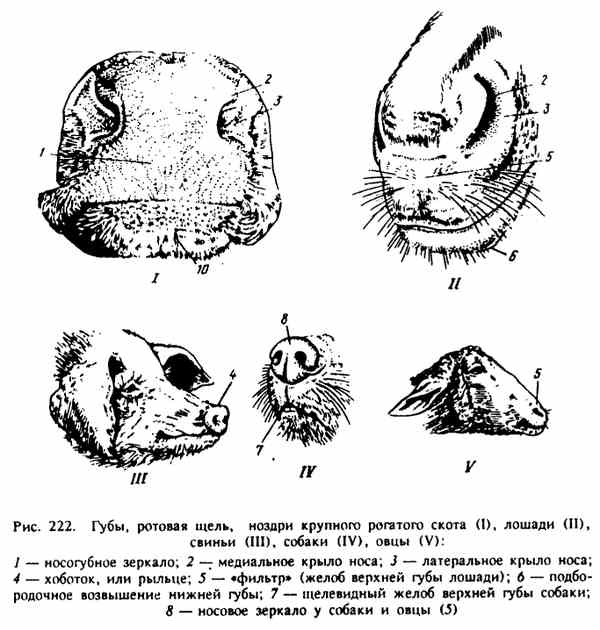 2
3
1
10
I
2
3
5
6
II
4
III
8
7
IV
5
V
Рис. 222. Губы, ротовая щель, ноздри крупного рогатого скота (I), лошади (II),
свиньи (III), собаки (IV), овцы (V):
1 — носогубное зеркало; 2 — медиальное крыло носа; 3 — латеральное крыло носа;
4 — хоботок, или рыльце; 5 — «фильтр» (желоб верхней губы лошади); 6 — подбо-
родочное возвышение нижней губы; 7 — щелевидный желоб верхней губы собаки;
8 — носовое зеркало у собаки и овцы (5)